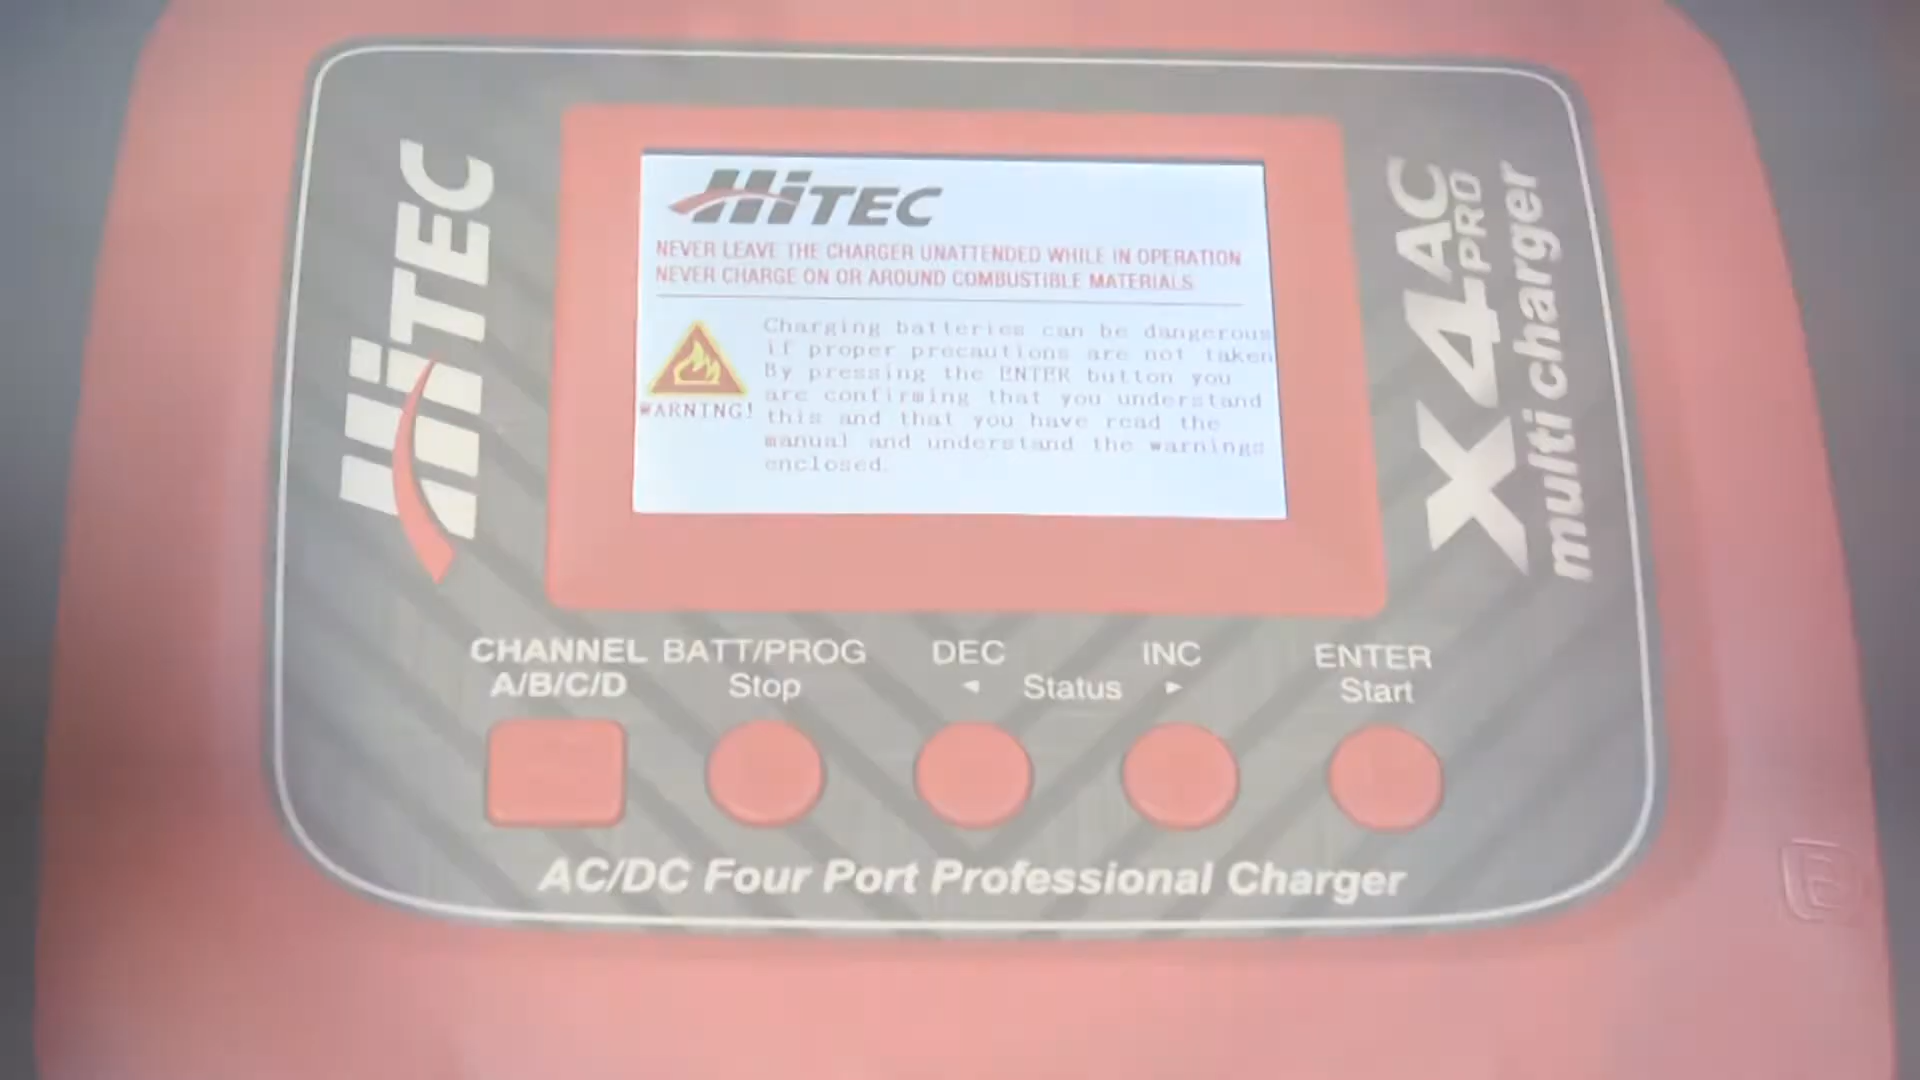 HiTEC
HiTEC
NEVER LEAVE THE CHARGER UNATTENDED WHILE IN OPERATION
NEVER CHARGE ON OR AROUND COMBUSTIBLE MATERIALS
WARNING!
Charging batteries can be dangerous
if proper precautions are not taken
By pressing the ENTER button you
are confirming that you understand
this and that you have read the
manual and understand the warnings
enclosed.
X4 AC PRO
multi charger
CHANNEL BATT/PROG DEC INC ENTER
A/B/C/D Stop ◄ Status ► Start
AC/DC Four Port Professional Charger